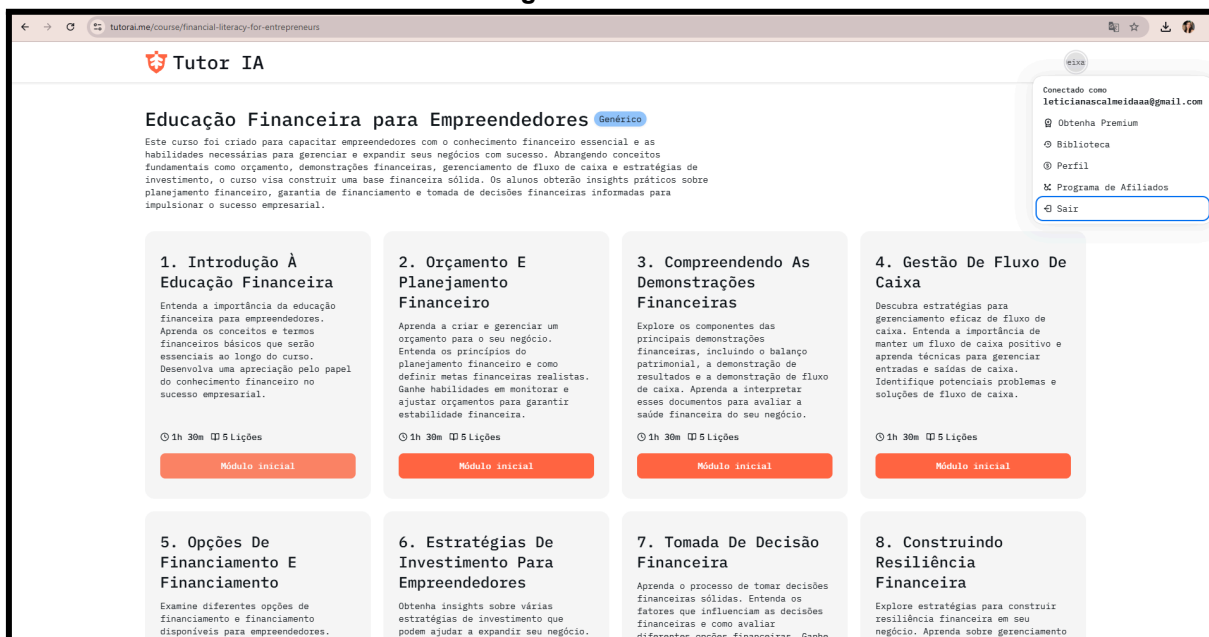 tutorai.me/course/financial-literacy-for-entrepreneurs
Tutor IA
eixa
Conectado como
leticianascalmeidaaa@gmail.com
Obtenha Premium
Biblioteca
Perfil
Programa de Afiliados
Sair
Educação Financeira para Empreendedores Genérico
Este curso foi criado para capacitar empreendedores com o conhecimento financeiro essencial e as
habilidades necessárias para gerenciar e expandir seus negócios com sucesso. Abrangendo conceitos
fundamentais como orçamento, demonstrações financeiras, gerenciamento de fluxo de caixa e estratégias de
investimento, o curso visa construir uma base financeira sólida. Os alunos obterão insights práticos sobre
planejamento financeiro, garantia de financiamento e tomada de decisões financeiras informadas para
impulsionar o sucesso empresarial.
1. Introdução À
Educação Financeira
Entenda a importância da educação
financeira para empreendedores.
Aprenda os conceitos e termos
financeiros básicos que serão
essenciais ao longo do curso.
Desenvolva uma apreciação pelo papel
do conhecimento financeiro no
sucesso empresarial.
1h 30m 5 Lições
Módulo inicial
2. Orçamento E
Planejamento
Financeiro
Aprenda a criar e gerenciar um
orçamento para o seu negócio.
Entenda os princípios do
planejamento financeiro e como
definir metas financeiras realistas.
Ganhe habilidades em monitorar e
ajustar orçamentos para garantir
estabilidade financeira.
1h 30m 5 Lições
Módulo inicial
3. Compreendendo As
Demonstrações
Financeiras
Explore os componentes das
principais demonstrações
financeiras, incluindo o balanço
patrimonial, a demonstração de
resultados e a demonstração de fluxo
de caixa. Aprenda a interpretar
esses documentos para avaliar a
saúde financeira do seu negócio.
1h 30m 5 Lições
Módulo inicial
4. Gestão De Fluxo De
Caixa
Descubra estratégias para
gerenciamento eficaz de fluxo de
caixa. Entenda a importância de
manter um fluxo de caixa positivo e
aprenda técnicas para gerenciar
entradas e saídas de caixa.
Identifique potenciais problemas e
soluções de fluxo de caixa.
1h 30m 5 Lições
Módulo inicial
5. Opções De
Financiamento E
Financiamento
Examine diferentes opções de
financiamento e financiamento
disponíveis para empreendedores.
6. Estratégias De
Investimento Para
Empreendedores
Obtenha insights sobre várias
estratégias de investimento que
podem ajudar a expandir seu negócio.
7. Tomada De Decisão
Financeira
Aprenda o processo de tomar decisões
financeiras sólidas. Entenda os
fatores que influenciam as decisões
financeiras e como avaliar
diferentes opções financeiras. Ganhe
8. Construindo
Resiliência
Financeira
Explore estratégias para construir
resiliência financeira em seu
negócio. Aprenda sobre gerenciamento